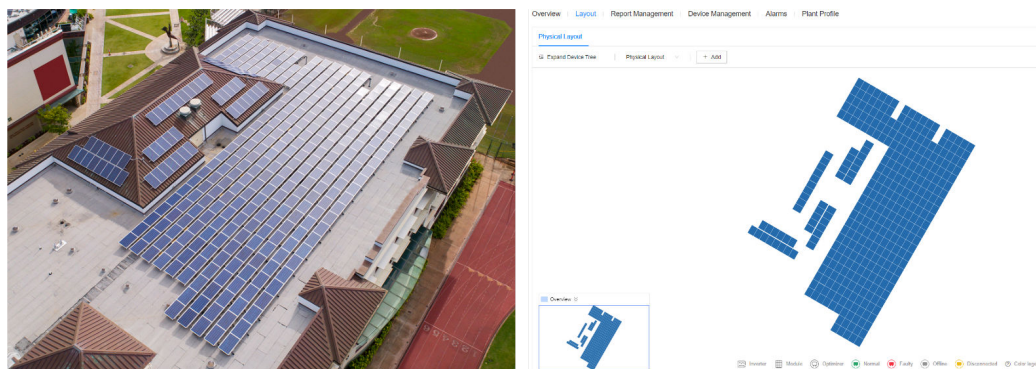 Overview Layout Report Management Device Management Alarms Plant Profile
Physical Layout
Expand Device Tree Physical Layout + Add
Overview
Inverter Module Optimizer Normal Faulty Offline Disconnected Color